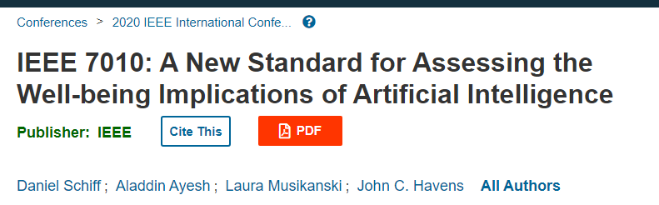 Conferences > 2020 IEEE International Confe... ?
IEEE 7010: A New Standard for Assessing the
Well-being Implications of Artificial Intelligence
Publisher: IEEE Cite This PDF
Daniel Schiff ; Aladdin Ayesh ; Laura Musikanski ; John C. Havens All Authors